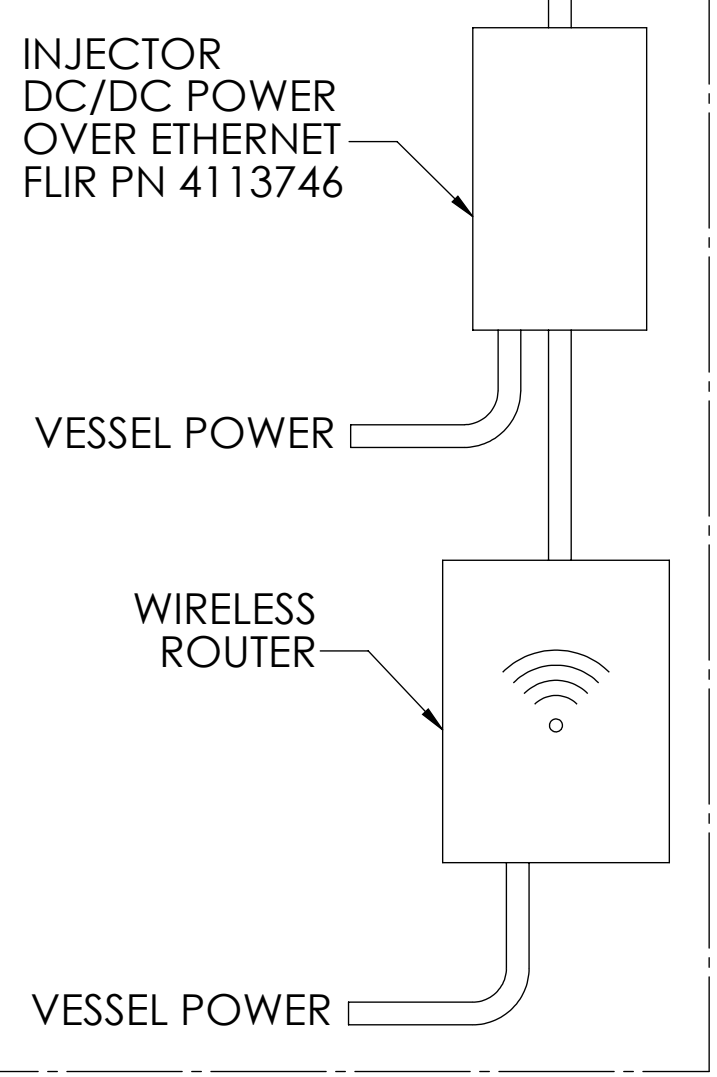 INJECTOR
DC/DC POWER
OVER ETHERNET
FLIR PN 4113746
VESSEL POWER
WIRELESS
ROUTER
VESSEL POWER